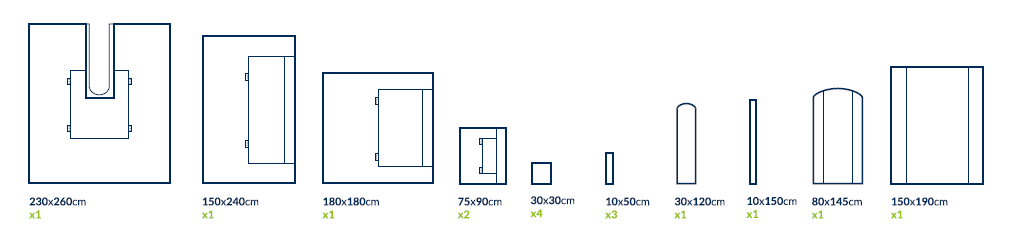 230x260cm
x1
150x240cm
x1
180x180cm
x1
75x90cm
x2
30x30cm
x4
10x50cm
x3
30x120cm
x1
10x150cm
x1
80x145cm
x1
150x190cm
x1